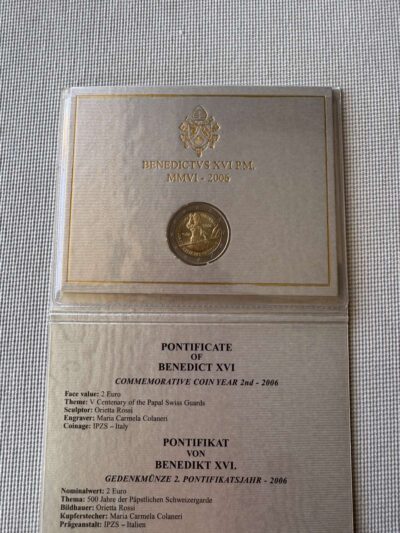 BENEDICTVS XVI P.M.
MMVI - 2006
PONTIFICATE
OF
BENEDICT XVI
COMMEMORATIVE COIN YEAR 2nd - 2006
Face value: 2 Euro
Theme: V Centenary of the Papal Swiss Guards
Sculptor: Orietta Rossi
Engraver: Maria Carmela Colaneri
Coinage: IPZS – Italy
PONTIFIKAT
VON
BENEDIKT XVI.
GEDENKMÜNZE 2. PONTIFIKATSJAHR - 2006
Nominalwert: 2 Euro
Thema: 500 Jahre der Päpstlichen Schweizergarde
Bildhauer: Orietta Rossi
Kupferstecher: Maria Carmela Colaneri
Prägeanstalt: IPZS – Italien